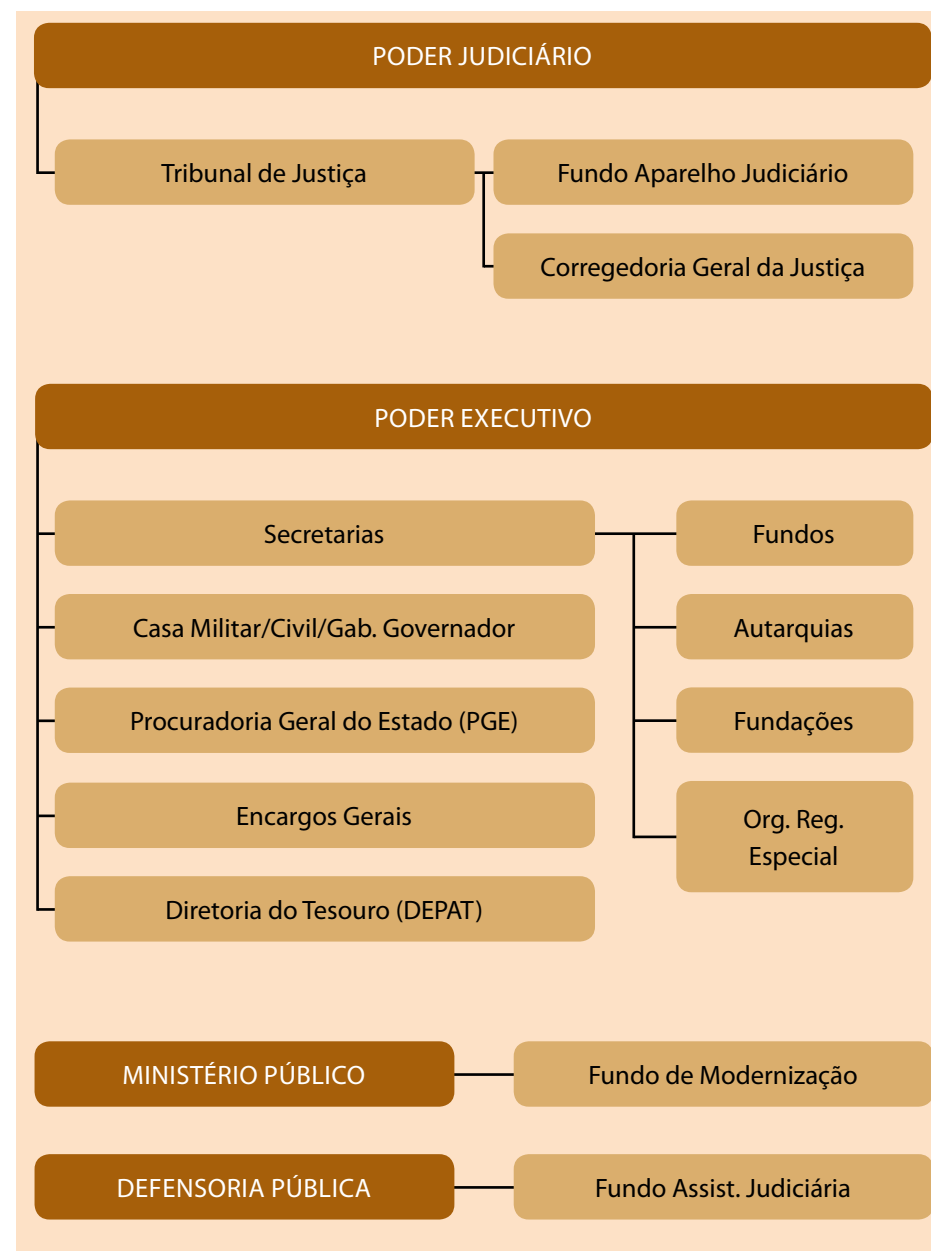 PODER JUDICIÁRIO
Tribunal de Justiça
Fundo Aparelho Judiciário
Corregedoria Geral da Justiça
PODER EXECUTIVO
Secretarias
Fundos
Casa Militar/Civil/Gab. Governador
Autarquias
Procuradoria Geral do Estado (PGE)
Fundações
Encargos Gerais
Org. Reg.
Especial
Diretoria do Tesouro (DEPAT)
MINISTÉRIO PÚBLICO
Fundo de Modernização
DEFENSORIA PÚBLICA
Fundo Assist. Judiciária